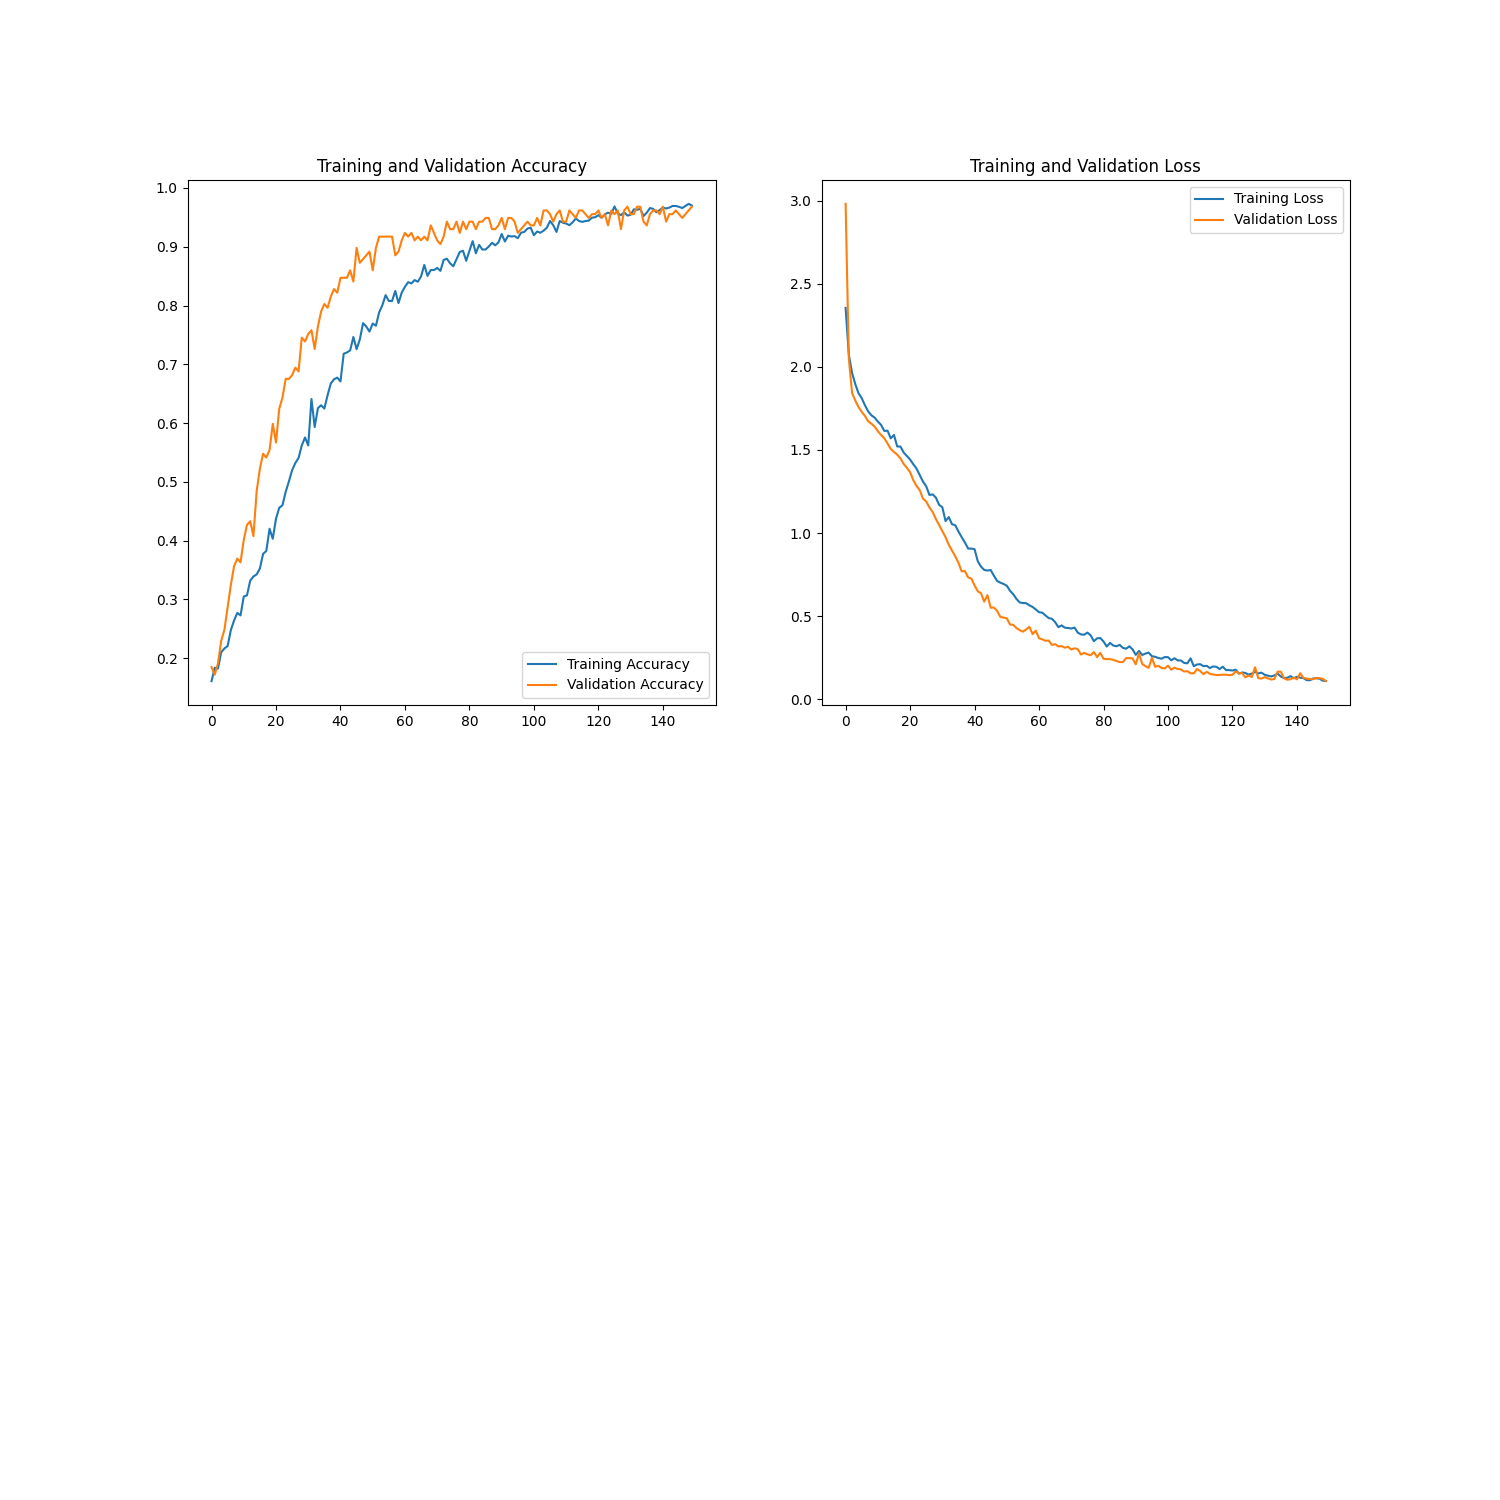 Training and Validation Accuracy
1.0
0.9
0.8
0.7
0.6
0.5
0.4
0.3
0.2
Training Accuracy
Validation Accuracy
0 20 40 60 80 100 120 140
Training and Validation Loss
3.0
2.5
2.0
1.5
1.0
0.5
0.0
Training Loss
Validation Loss
0 20 40 60 80 100 120 140